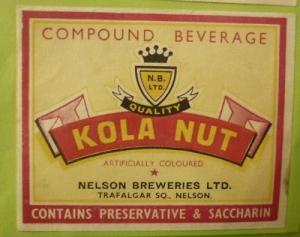 COMPOUND BEVERAGE
N.B.
LTD.
QUALITY
KOLA NUT
ARTIFICIALLY COLOURED
NELSON BREWERIES LTD.
TRAFALGAR SQ., NELSON.
CONTAINS PRESERVATIVE & SACCHARIN